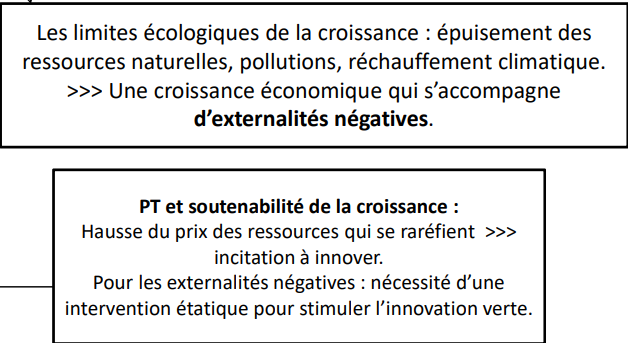 Les limites écologiques de la croissance : épuisement des
ressources naturelles, pollutions, réchauffement climatique.
>>> Une croissance économique qui s’accompagne
d’externalités négatives.
PT et soutenabilité de la croissance :
Hausse du prix des ressources qui se raréfient >>>
incitation à innover.
Pour les externalités négatives : nécessité d’une
intervention étatique pour stimuler l’innovation verte.